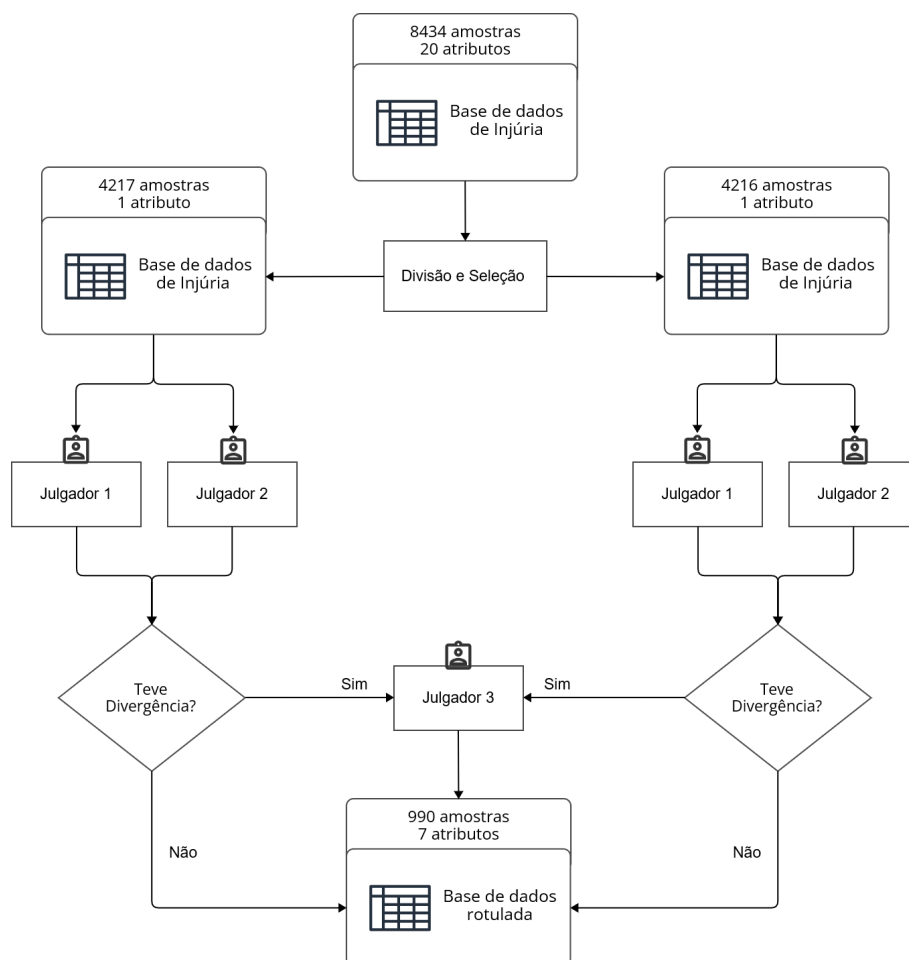 8434 amostras
20 atributos
Base de dados
de Injúria
4217 amostras
1 atributo
Base de dados
de Injúria
Divisão e Seleção
4216 amostras
1 atributo
Base de dados
de Injúria
Julgador 1
Julgador 2
Julgador 1
Julgador 2
Teve
Divergência?
Sim
Julgador 3
Sim
Teve
Divergência?
Não
990 amostras
7 atributos
Base de dados
rotulada
Não